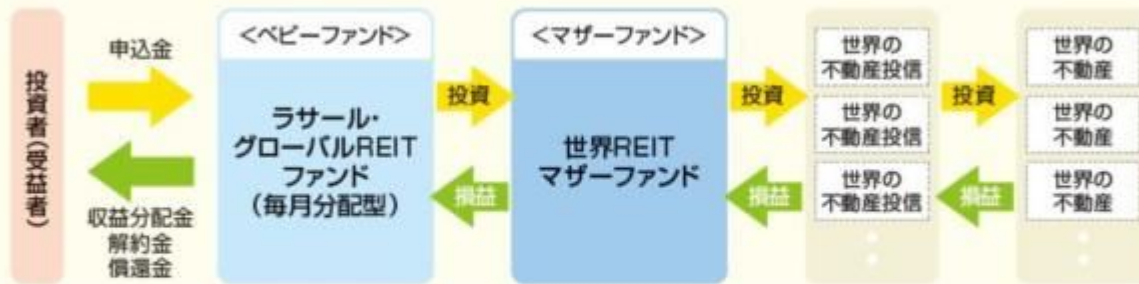 投資者(受益者)
申込金
収益分配金
解約金
償還金
<ベビーファンド>
ラサール・
グローバルREIT
ファンド
(毎月分配型)
投資
損益
<マザーファンド>
世界REIT
マザーファンド
投資
損益
世界の
不動産投信
世界の
不動産投信
世界の
不動産投信
投資
損益
世界の
不動産
世界の
不動産
世界の
不動産